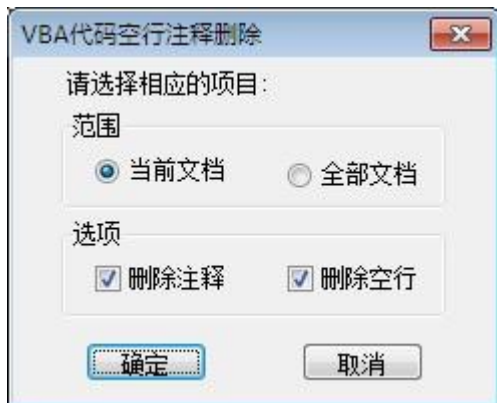 VBA代码空行注释删除
请选择相应的项目:
范围
当前文档 全部文档
选项
删除注释 删除空行
确定 取消